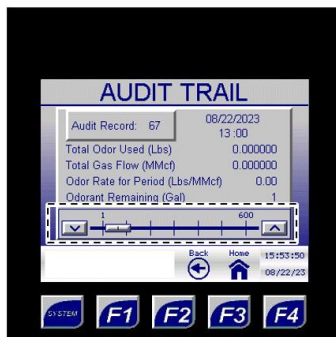 AUDIT TRAIL
Audit Record: 67
08/22/2023
13 :00
Total Odor Used (Lbs) 0.000000
Total Gas Flow (MMcf) 0.000000
Odor Rate for Period (Lbs/MMcf) 0.00
Odorant Remaining (Gal) 1
1 600
Back Home 15:53:50
08/22/23
SYSTEM F1 F2 F3 F4